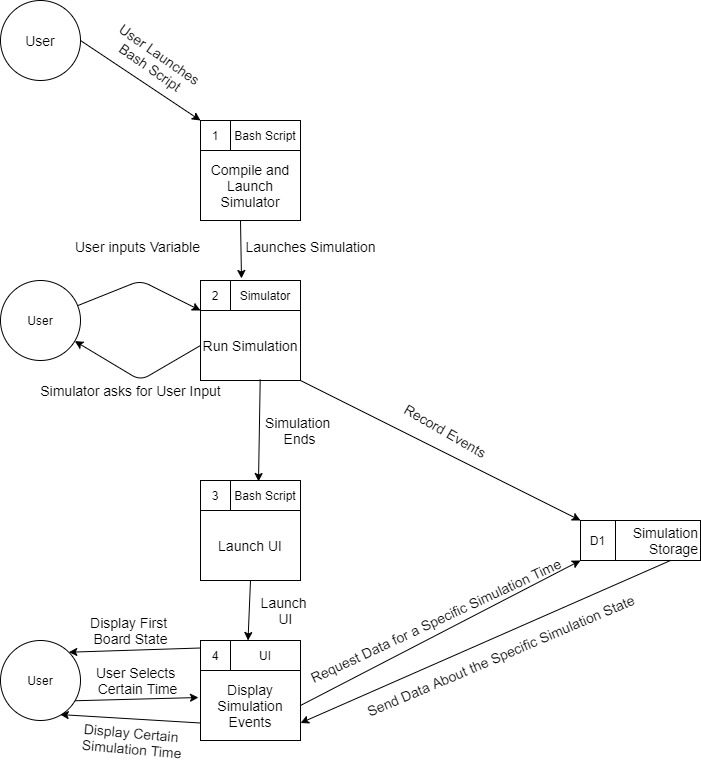 User
User Launches
Bash Script
1
Bash Script
Compile and
Launch
Simulator
User inputs Variable
Launches Simulation
User
2
Simulator
Run Simulation
Simulator asks for User Input
Simulation
Ends
Record Events
3
Bash Script
Launch UI
D1
Simulation
Storage
Launch
UI
Request Data for a Specific Simulation Time
Send Data About the Specific Simulation State
Display First
Board State
User
User Selects
Certain Time
4
UI
Display
Simulation
Events
Display Certain
Simulation Time